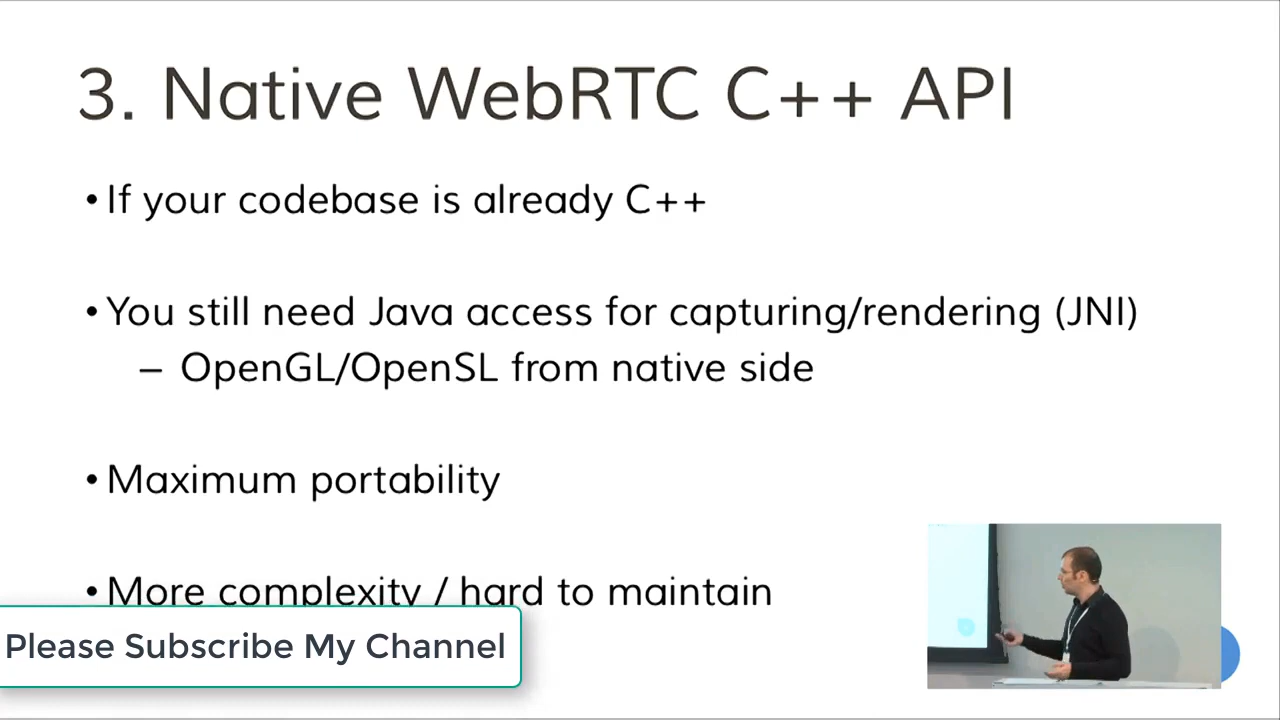 3. Native WebRTC C++ API
• If your codebase is already C++
• You still need Java access for capturing/rendering (JNI)
– OpenGL/OpenSL from native side
• Maximum portability
• More complexity / hard to maintain
Please Subscribe My Channel